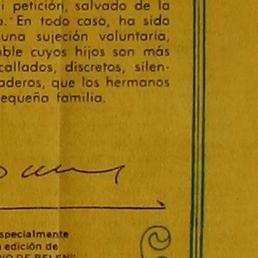 i petición, salvado de la
o. En todo caso, ha sido
una sujeción voluntaria,
ble cuyos hijos son más
callados, discretos, silen-
aderos, que los hermanos
equeña familia.
specialmente
a edición de
VO DE BELEN"